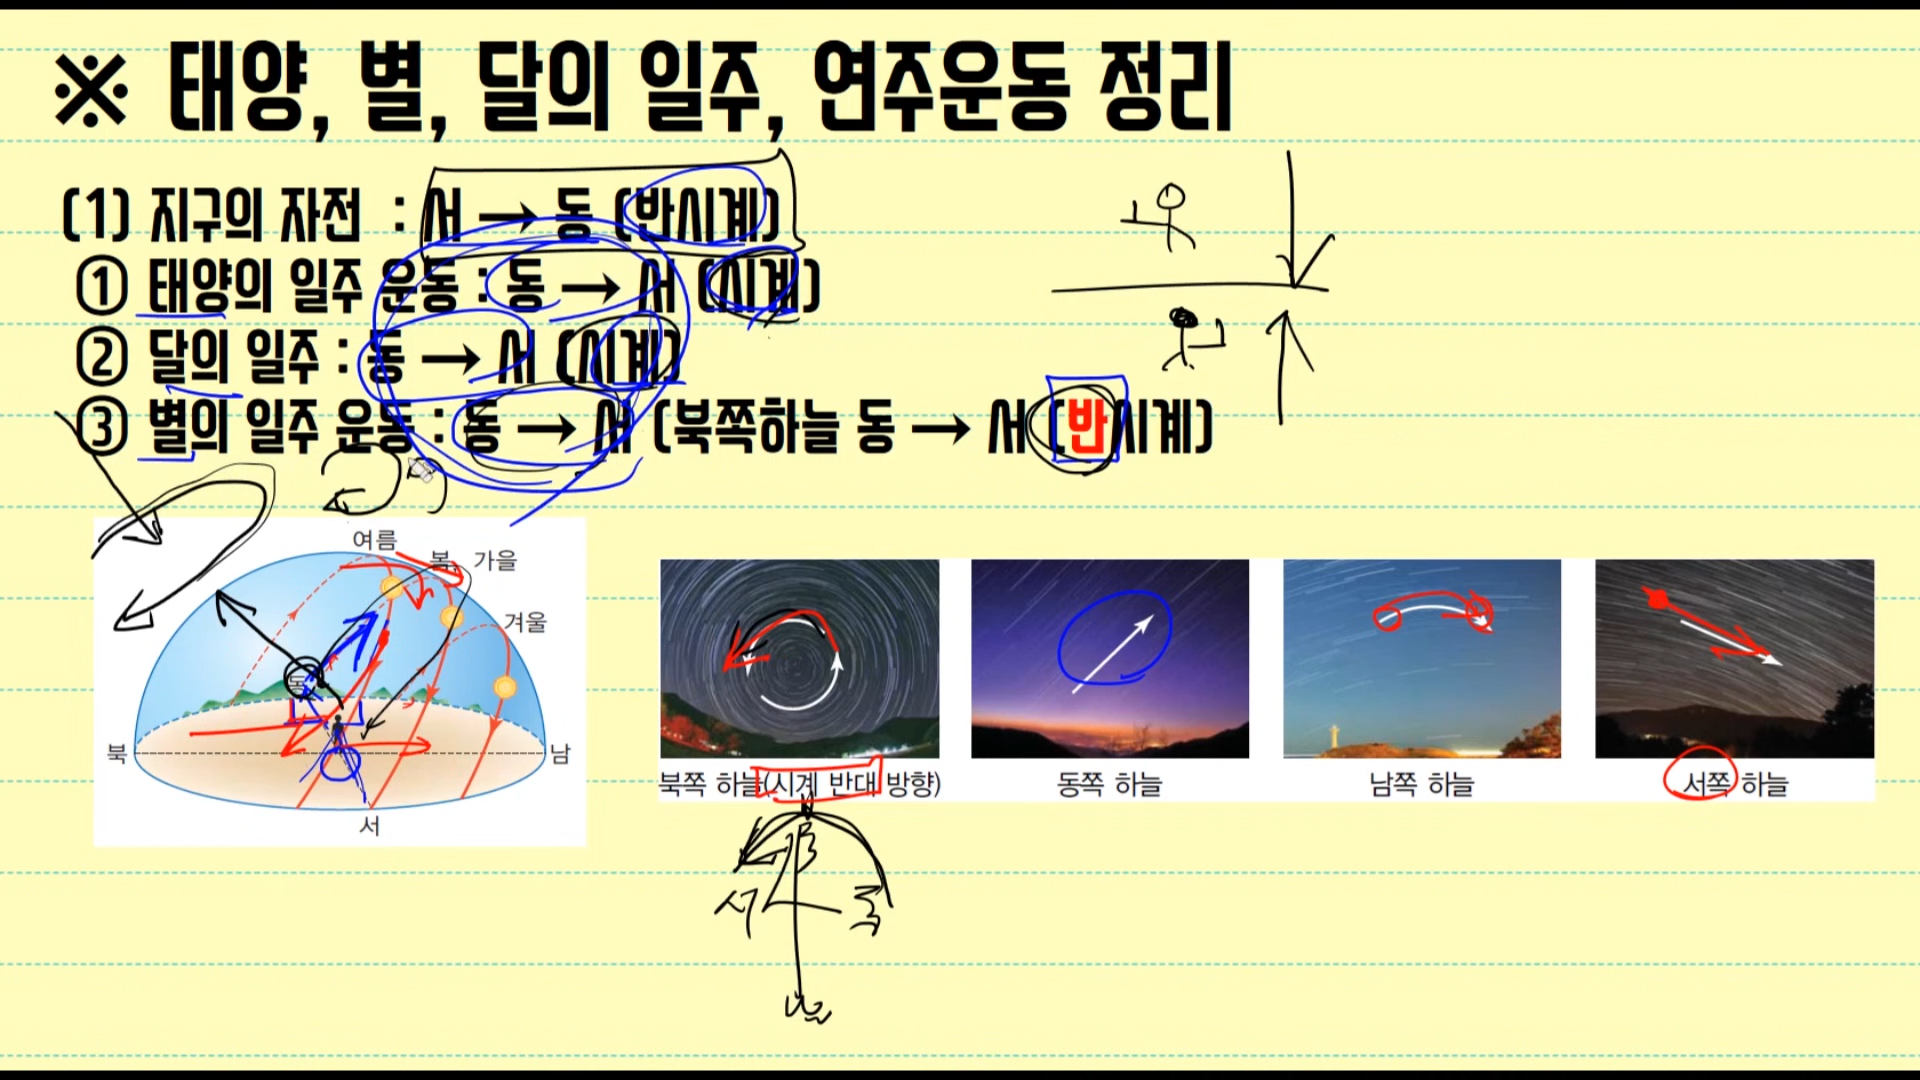 ※ 태양, 별, 달의 일주, 연주운동 정리
(1) 지구의 자전 : 서 → 동 (반시계)
① 태양의 일주 운동 : 동 → 서 (시계)
② 달의 일주 : 동 → 서 (시계)
③ 별의 일주 운동 : 동 → 서 (북쪽하늘 동 → 서 (반시계)
여름
봄, 가을
겨울
동
북
남
서
북쪽 하늘(시계 반대 방향)
동쪽 하늘
남쪽 하늘
서쪽 하늘
서
동